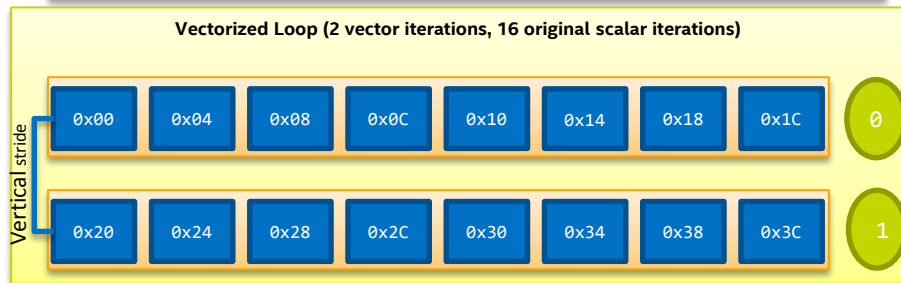 Vectorized Loop (2 vector iterations, 16 original scalar iterations)
Vertical stride
0x00 0x04 0x08 0x0C 0x10 0x14 0x18 0x1C 0
0x20 0x24 0x28 0x2C 0x30 0x34 0x38 0x3C 1